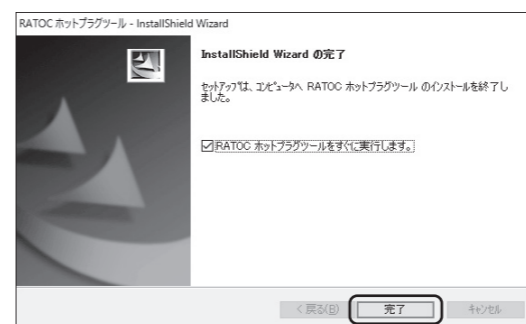 RATOC ホットプラグツール - InstallShield Wizard
InstallShield Wizard の完了
セットアップは、コンピュータへ RATOC ホットプラグツール のインストールを終了し
ました。
RATOC ホットプラグツールをすぐに実行します。
< 戻る(B)
完了
キャンセル